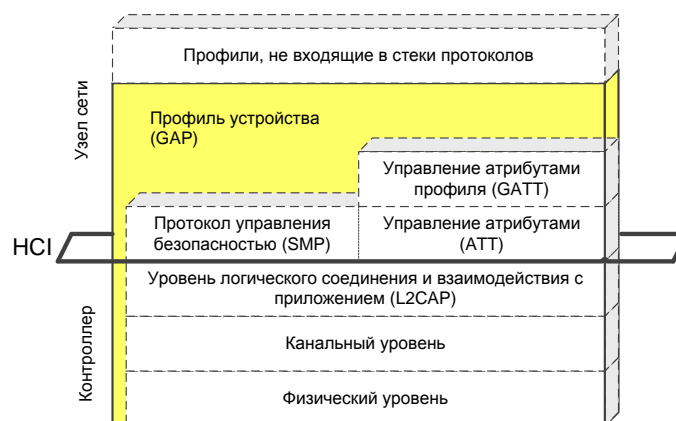 Профили, не входящие в стеки протоколов
Узел сети
Профиль устройства
(GAP)
Управление атрибутами
профиля (GATT)
Протокол управления
безопасностью (SMP)
Управление атрибутами
(ATT)
HCI
Уровень логического соединения и взаимодействия с
приложением (L2CAP)
Контроллер
Канальный уровень
Физический уровень